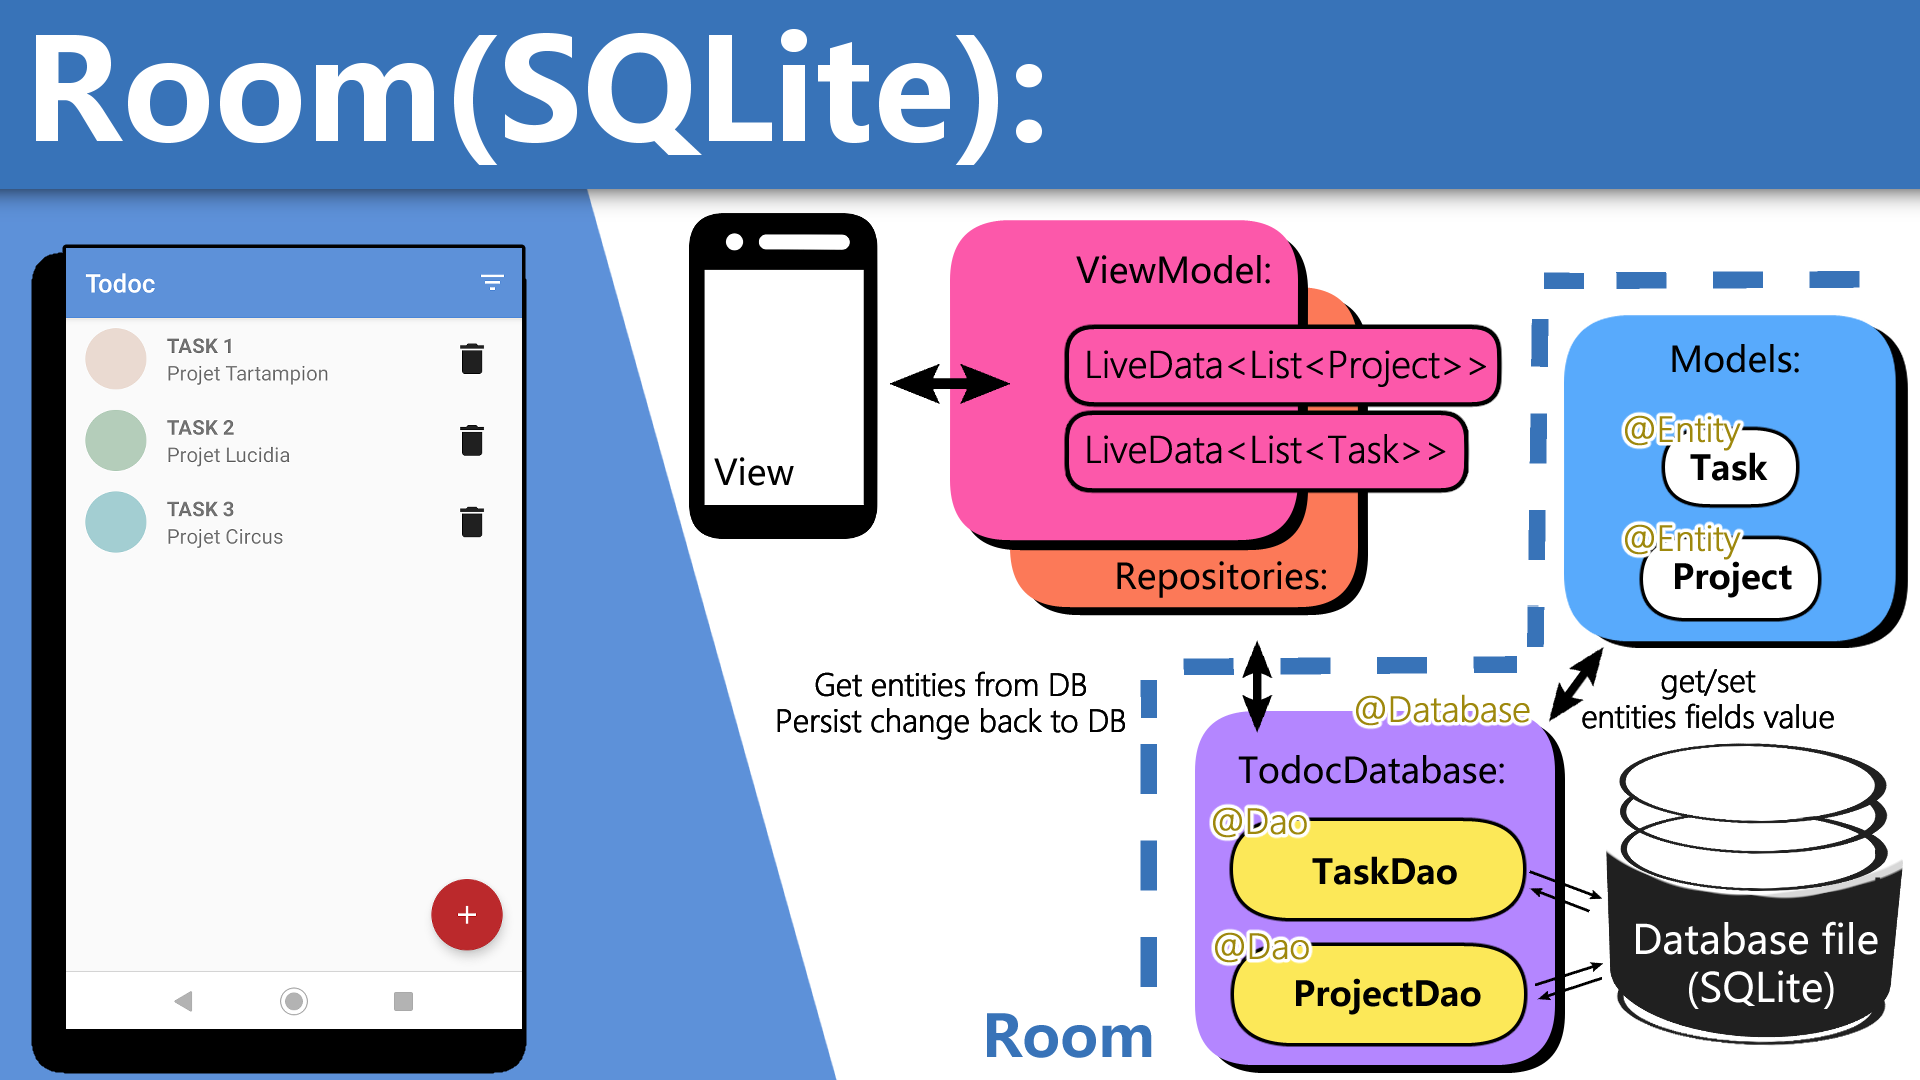 Room(SQLite):
Todoc
TASK 1
Projet Tartampion
TASK 2
Projet Lucidia
TASK 3
Projet Circus
+
View
ViewModel:
LiveData<List<Project>>
LiveData<List<Task>>
Repositories:
Models:
@Entity
Task
@Entity
Project
Get entities from DB
Persist change back to DB
get/set
entities fields value
@Database
TodocDatabase:
@Dao
TaskDao
@Dao
ProjectDao
Database file
(SQLite)
Room